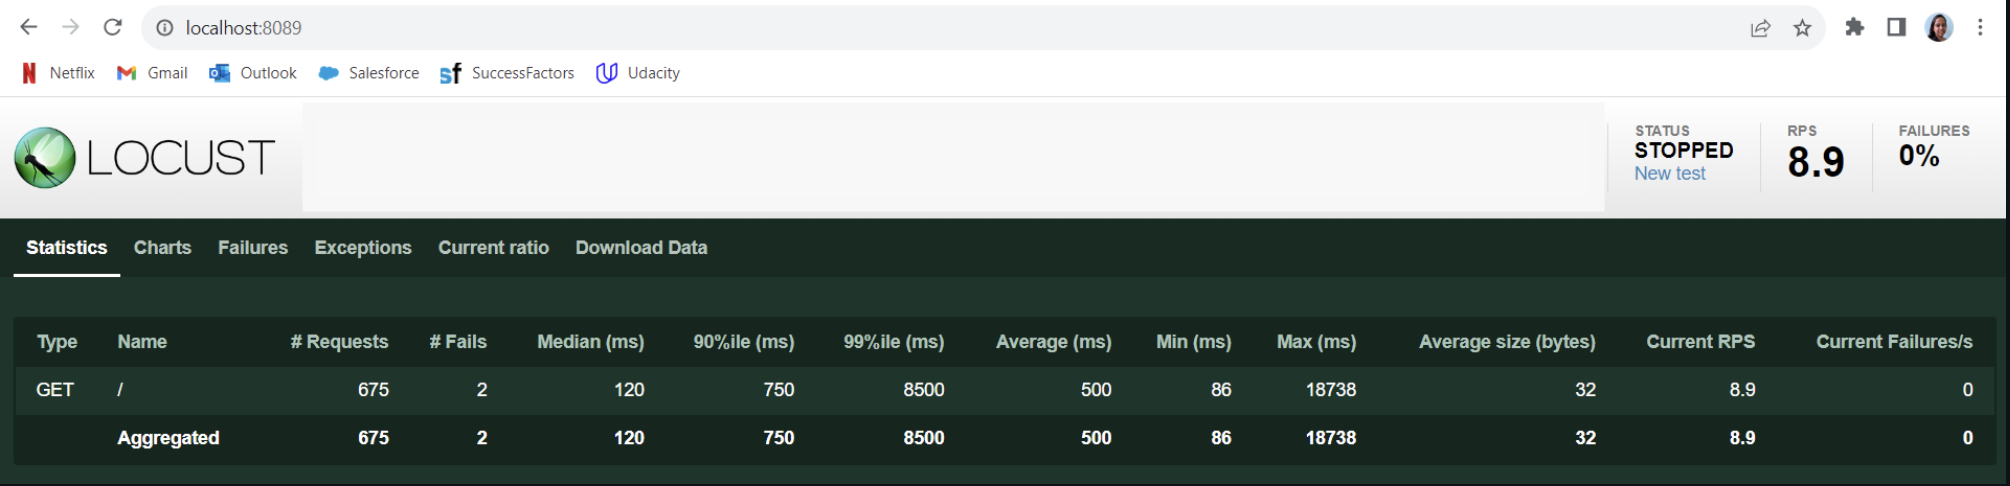 localhost:8089
Netflix Gmail Outlook Salesforce sf SuccessFactors Udacity
LOCUST
STATUS
STOPPED
New test
RPS
8.9
FAILURES
0%
Statistics Charts Failures Exceptions Current ratio Download Data
Type Name # Requests # Fails Median (ms) 90%ile (ms) 99%ile (ms) Average (ms) Min (ms) Max (ms) Average size (bytes) Current RPS Current Failures/s
GET / 675 2 120 750 8500 500 86 18738 32 8.9 0
Aggregated 675 2 120 750 8500 500 86 18738 32 8.9 0